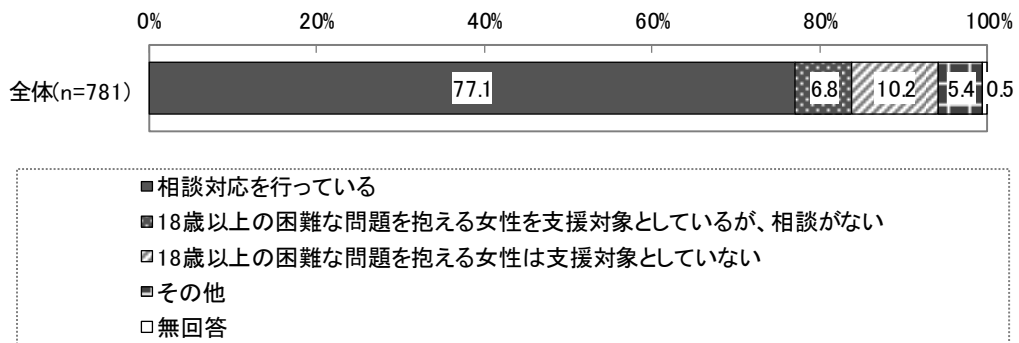 0% 20% 40% 60% 80% 100%
全体(n=781) 77.1 6.8 10.2 5.4 0.5
相談対応を行っている
18歳以上の困難な問題を抱える女性を支援対象としているが、相談がない
18歳以上の困難な問題を抱える女性は支援対象としていない
その他
無回答